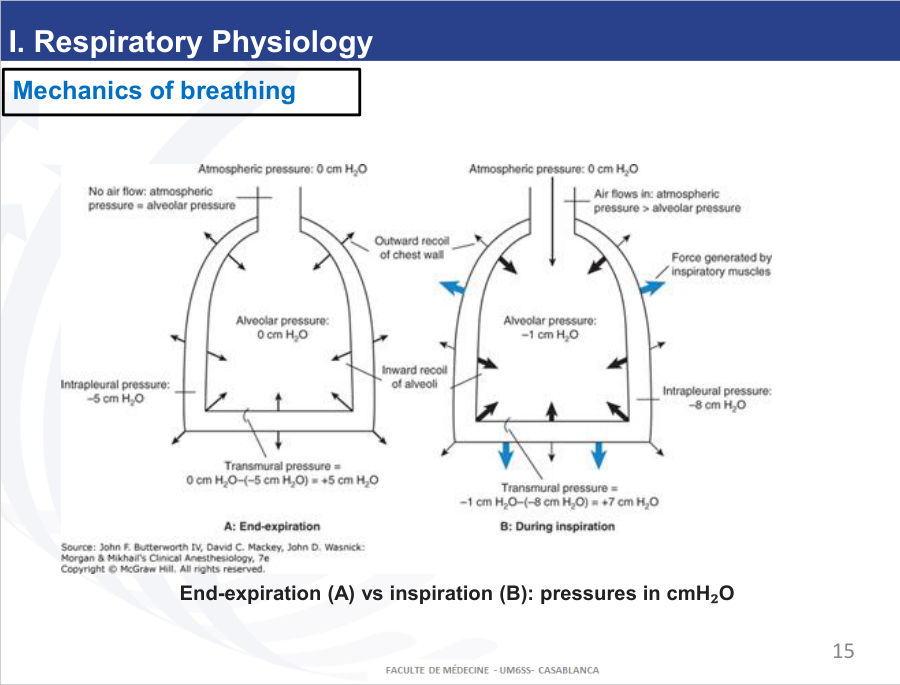 I. Respiratory Physiology
Mechanics of breathing
Atmospheric pressure: 0 cm H₂O
No air flow: atmospheric
pressure = alveolar pressure
Outward recoil
of chest wall
Alveolar pressure:
0 cm H₂O
Inward recoil
of alveoli
Intrapleural pressure:
–5 cm H₂O
Transmural pressure =
0 cm H₂O–(–5 cm H₂O) = +5 cm H₂O
A: End-expiration
Atmospheric pressure: 0 cm H₂O
Air flows in: atmospheric
pressure > alveolar pressure
Force generated by
inspiratory muscles
Alveolar pressure:
–1 cm H₂O
Intrapleural pressure:
–8 cm H₂O
Transmural pressure =
–1 cm H₂O–(–8 cm H₂O) = +7 cm H₂O
B: During inspiration
Source: John F. Butterworth IV, David C. Mackey, John D. Wasnick:
Morgan & Mikhail's Clinical Anesthesiology, 7e
Copyright © McGraw Hill. All rights reserved.
End-expiration (A) vs inspiration (B): pressures in cmH₂O
15
FACULTE DE MÉDECINE - UM6SS- CASABLANCA